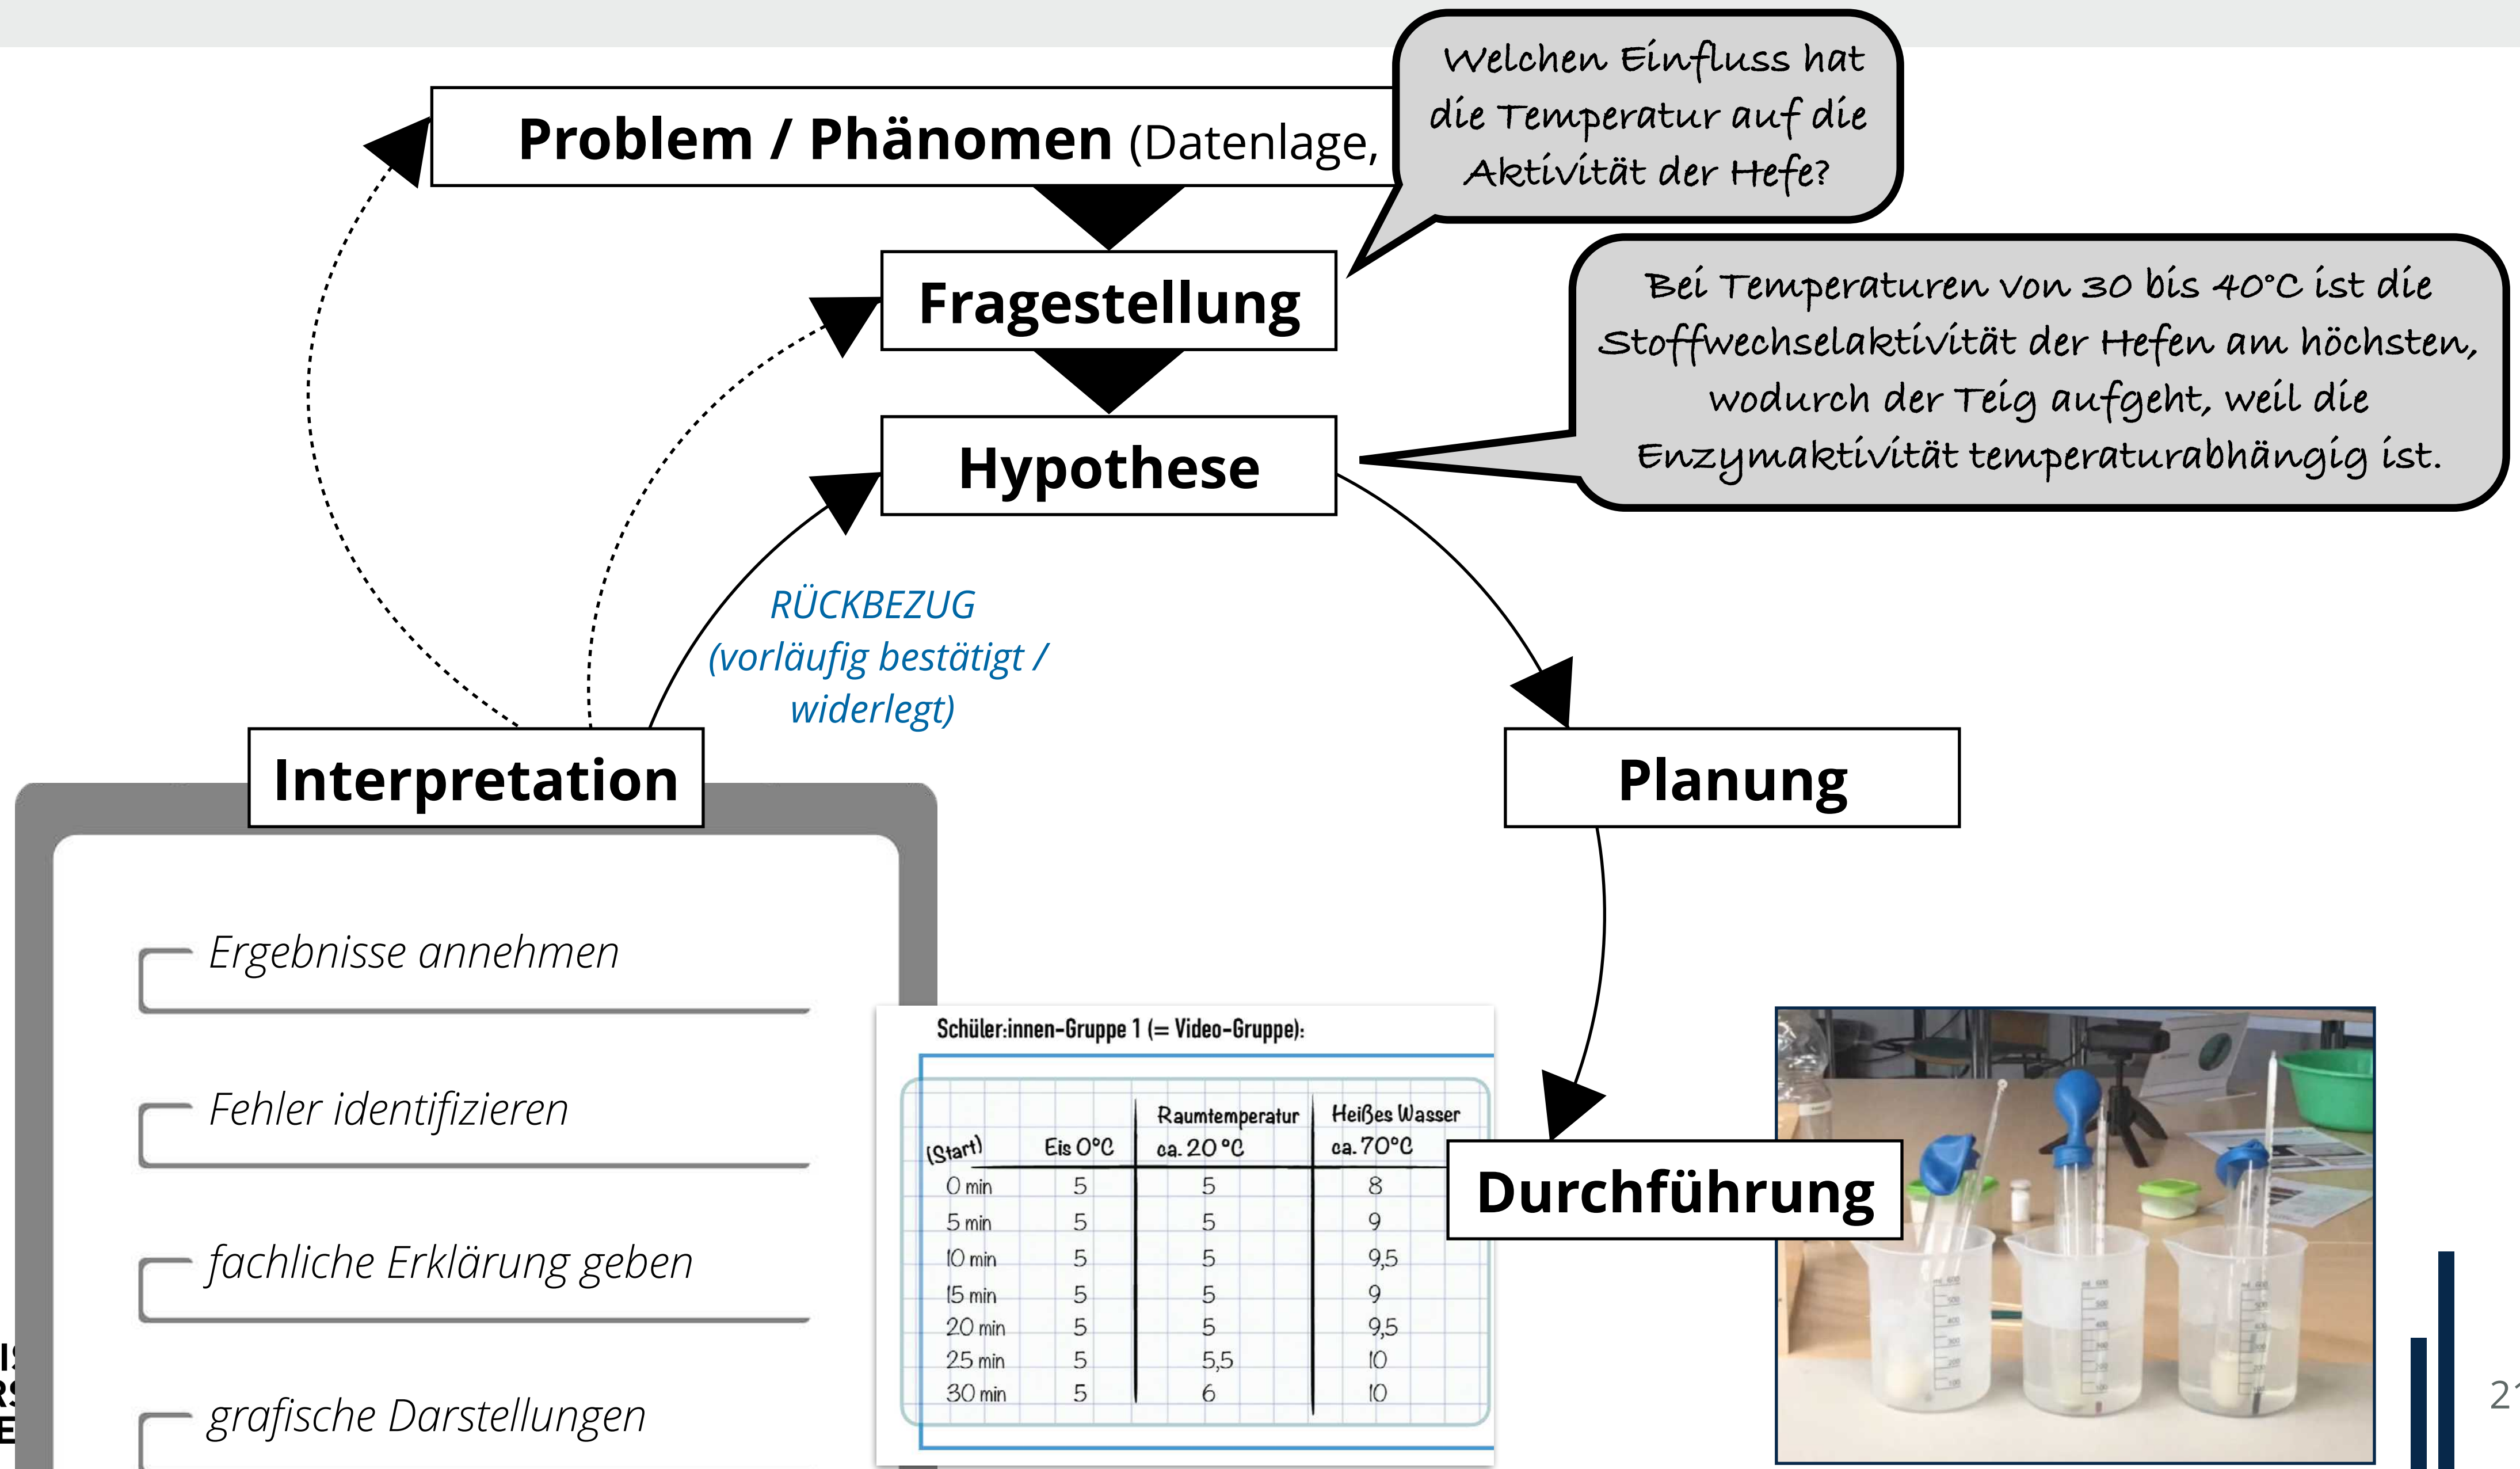 Welchen Einfluss hat
die Temperatur auf die
Aktivität der Hefe?
Problem / Phänomen (Datenlage,
Fragestellung
Bei Temperaturen von 30 bis 40°C ist die
Stoffwechselaktivität der Hefen am höchsten,
wodurch der Teig aufgeht, weil die
Enzymaktivität temperaturabhängig ist.
Hypothese
RÜCKBEZUG
(vorläufig bestätigt /
widerlegt)
Interpretation
Planung
Ergebnisse annehmen
Fehler identifizieren
fachliche Erklärung geben
grafische Darstellungen
Schüler:innen-Gruppe 1 (= Video-Gruppe):
Raumtemperatur Heißes Wasser
(Start) Eis 0°C ca. 20 °C ca. 70°C
0 min 5 5 8
5 min 5 5 9
10 min 5 5 9,5
15 min 5 5 9
20 min 5 5 9,5
25 min 5 5,5 10
30 min 5 6 10
Durchführung